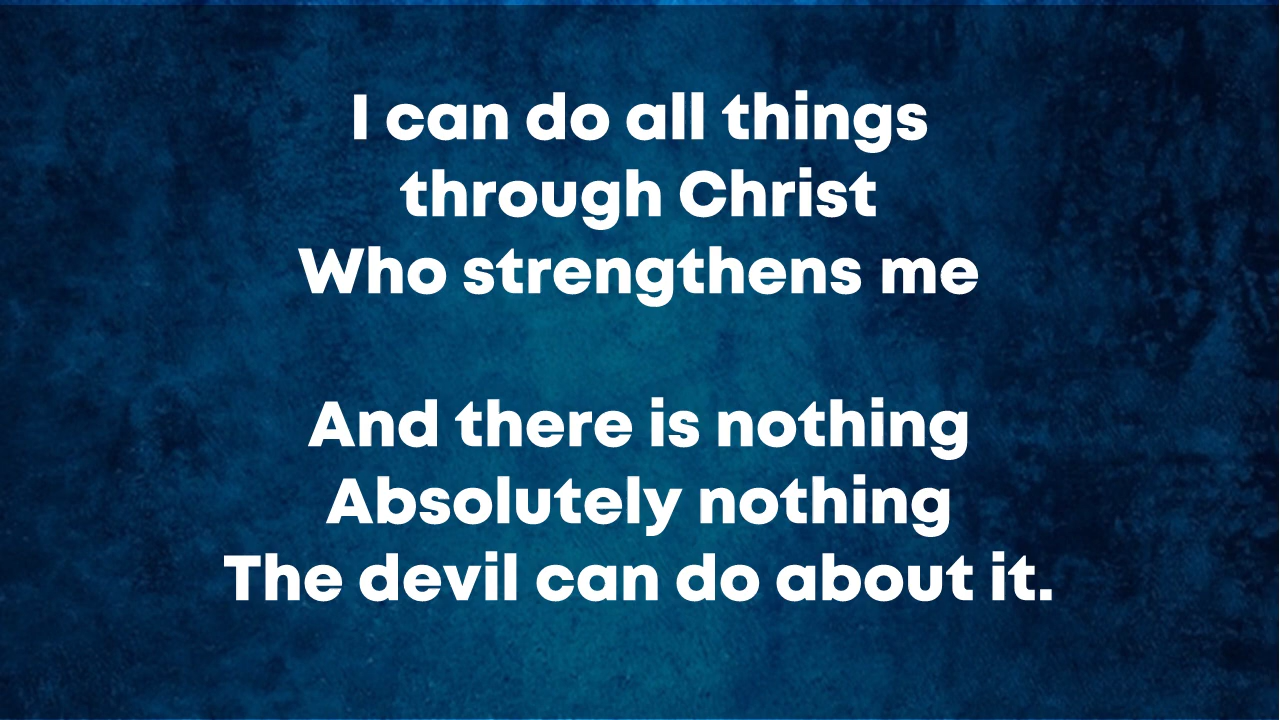 I can do all things
through Christ
Who strengthens me
And there is nothing
Absolutely nothing
The devil can do about it.